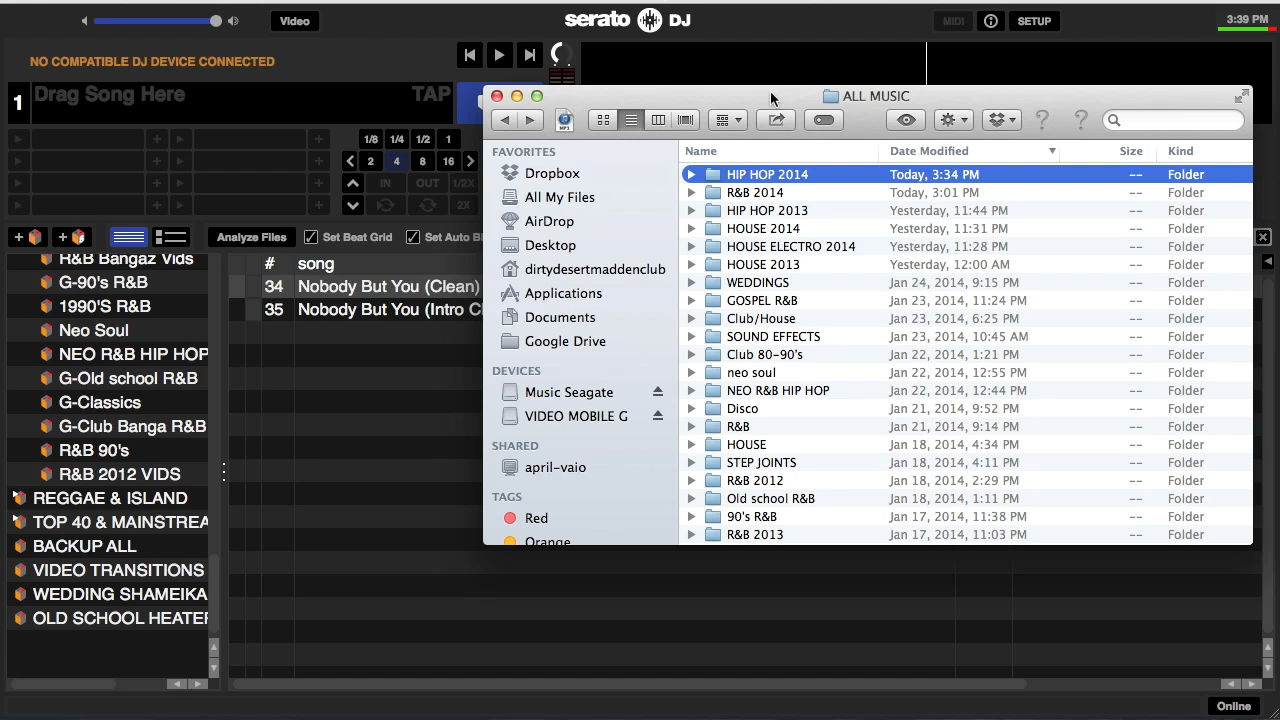 Video
serato DJ
MIDI
SETUP
3:39 PM
NO COMPATIBLE DJ DEVICE CONNECTED
1
Drag Song Here
TAP
1/8 1/4 1/2 1
2 4 8 16
IN OUT 1/2X
2X
Analyze Files
Set Beat Grid
Set Auto
R&B Bangaz Vids
G-90's R&B
1990'S R&B
Neo Soul
NEO R&B HIP HOP
G-Old school R&B
G-Classics
G-Club Banga R&B
R&B 90's
R&B 2012 VIDS
REGGAE & ISLAND
TOP 40 & MAINSTREA
BACKUP ALL
VIDEO TRANSITIONS
WEDDING SHAMEIKA
OLD SCHOOL HEATER
# song
34 Nobody But You (Clean)
35 Nobody But You (Intro Cl
ALL MUSIC
MP3
FAVORITES
Dropbox
All My Files
AirDrop
Desktop
dirtydesertmaddenclub
Applications
Documents
Google Drive
DEVICES
Music Seagate
VIDEO MOBILE G
SHARED
april-vaio
TAGS
Red
Orange
Name Date Modified Size Kind
HIP HOP 2014 Today, 3:34 PM -- Folder
R&B 2014 Today, 3:01 PM -- Folder
HIP HOP 2013 Yesterday, 11:44 PM -- Folder
HOUSE 2014 Yesterday, 11:31 PM -- Folder
HOUSE ELECTRO 2014 Yesterday, 11:28 PM -- Folder
HOUSE 2013 Yesterday, 12:00 AM -- Folder
WEDDINGS Jan 24, 2014, 9:15 PM -- Folder
GOSPEL R&B Jan 23, 2014, 11:24 PM -- Folder
Club/House Jan 23, 2014, 6:25 PM -- Folder
SOUND EFFECTS Jan 23, 2014, 10:45 AM -- Folder
Club 80-90's Jan 22, 2014, 1:21 PM -- Folder
neo soul Jan 22, 2014, 12:55 PM -- Folder
NEO R&B HIP HOP Jan 22, 2014, 12:44 PM -- Folder
Disco Jan 21, 2014, 9:52 PM -- Folder
R&B Jan 21, 2014, 9:14 PM -- Folder
HOUSE Jan 18, 2014, 4:34 PM -- Folder
STEP JOINTS Jan 18, 2014, 4:11 PM -- Folder
R&B 2012 Jan 18, 2014, 2:29 PM -- Folder
Old school R&B Jan 18, 2014, 1:11 PM -- Folder
90's R&B Jan 17, 2014, 11:38 PM -- Folder
R&B 2013 Jan 17, 2014, 11:03 PM -- Folder
Online